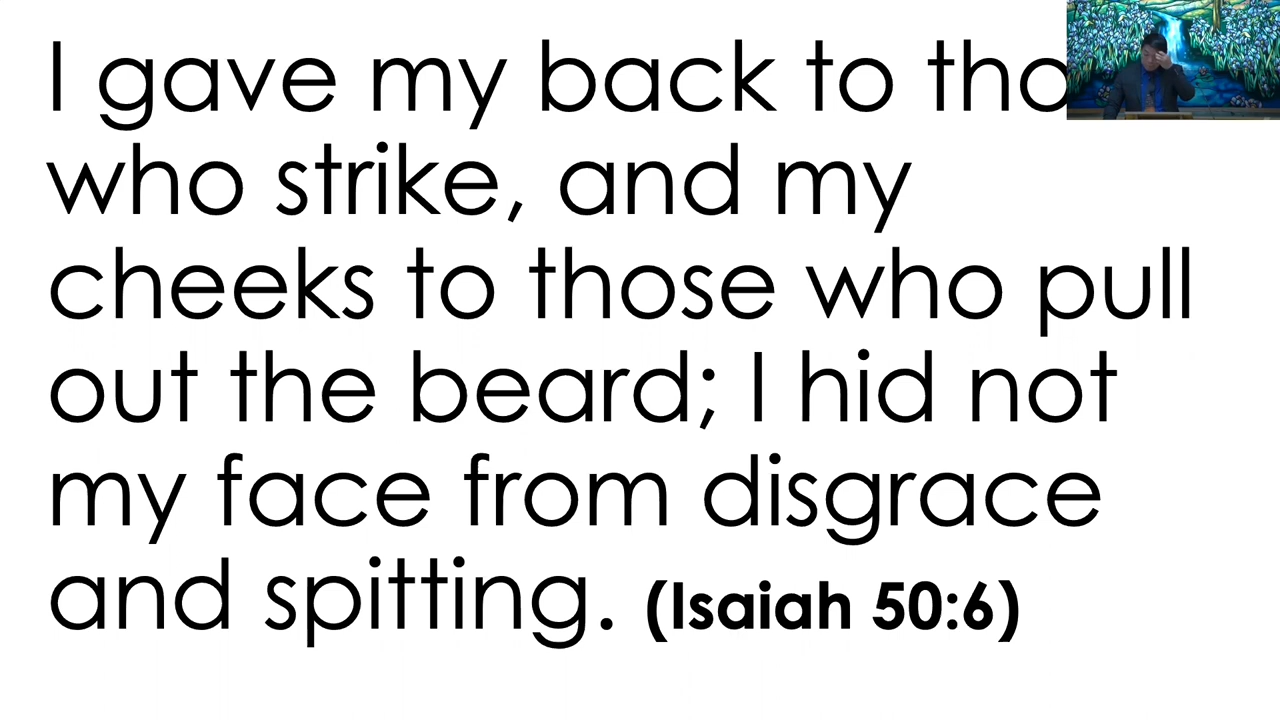 I gave my back to tho
who strike, and my
cheeks to those who pull
out the beard; I hid not
my face from disgrace
and spitting. (Isaiah 50:6)